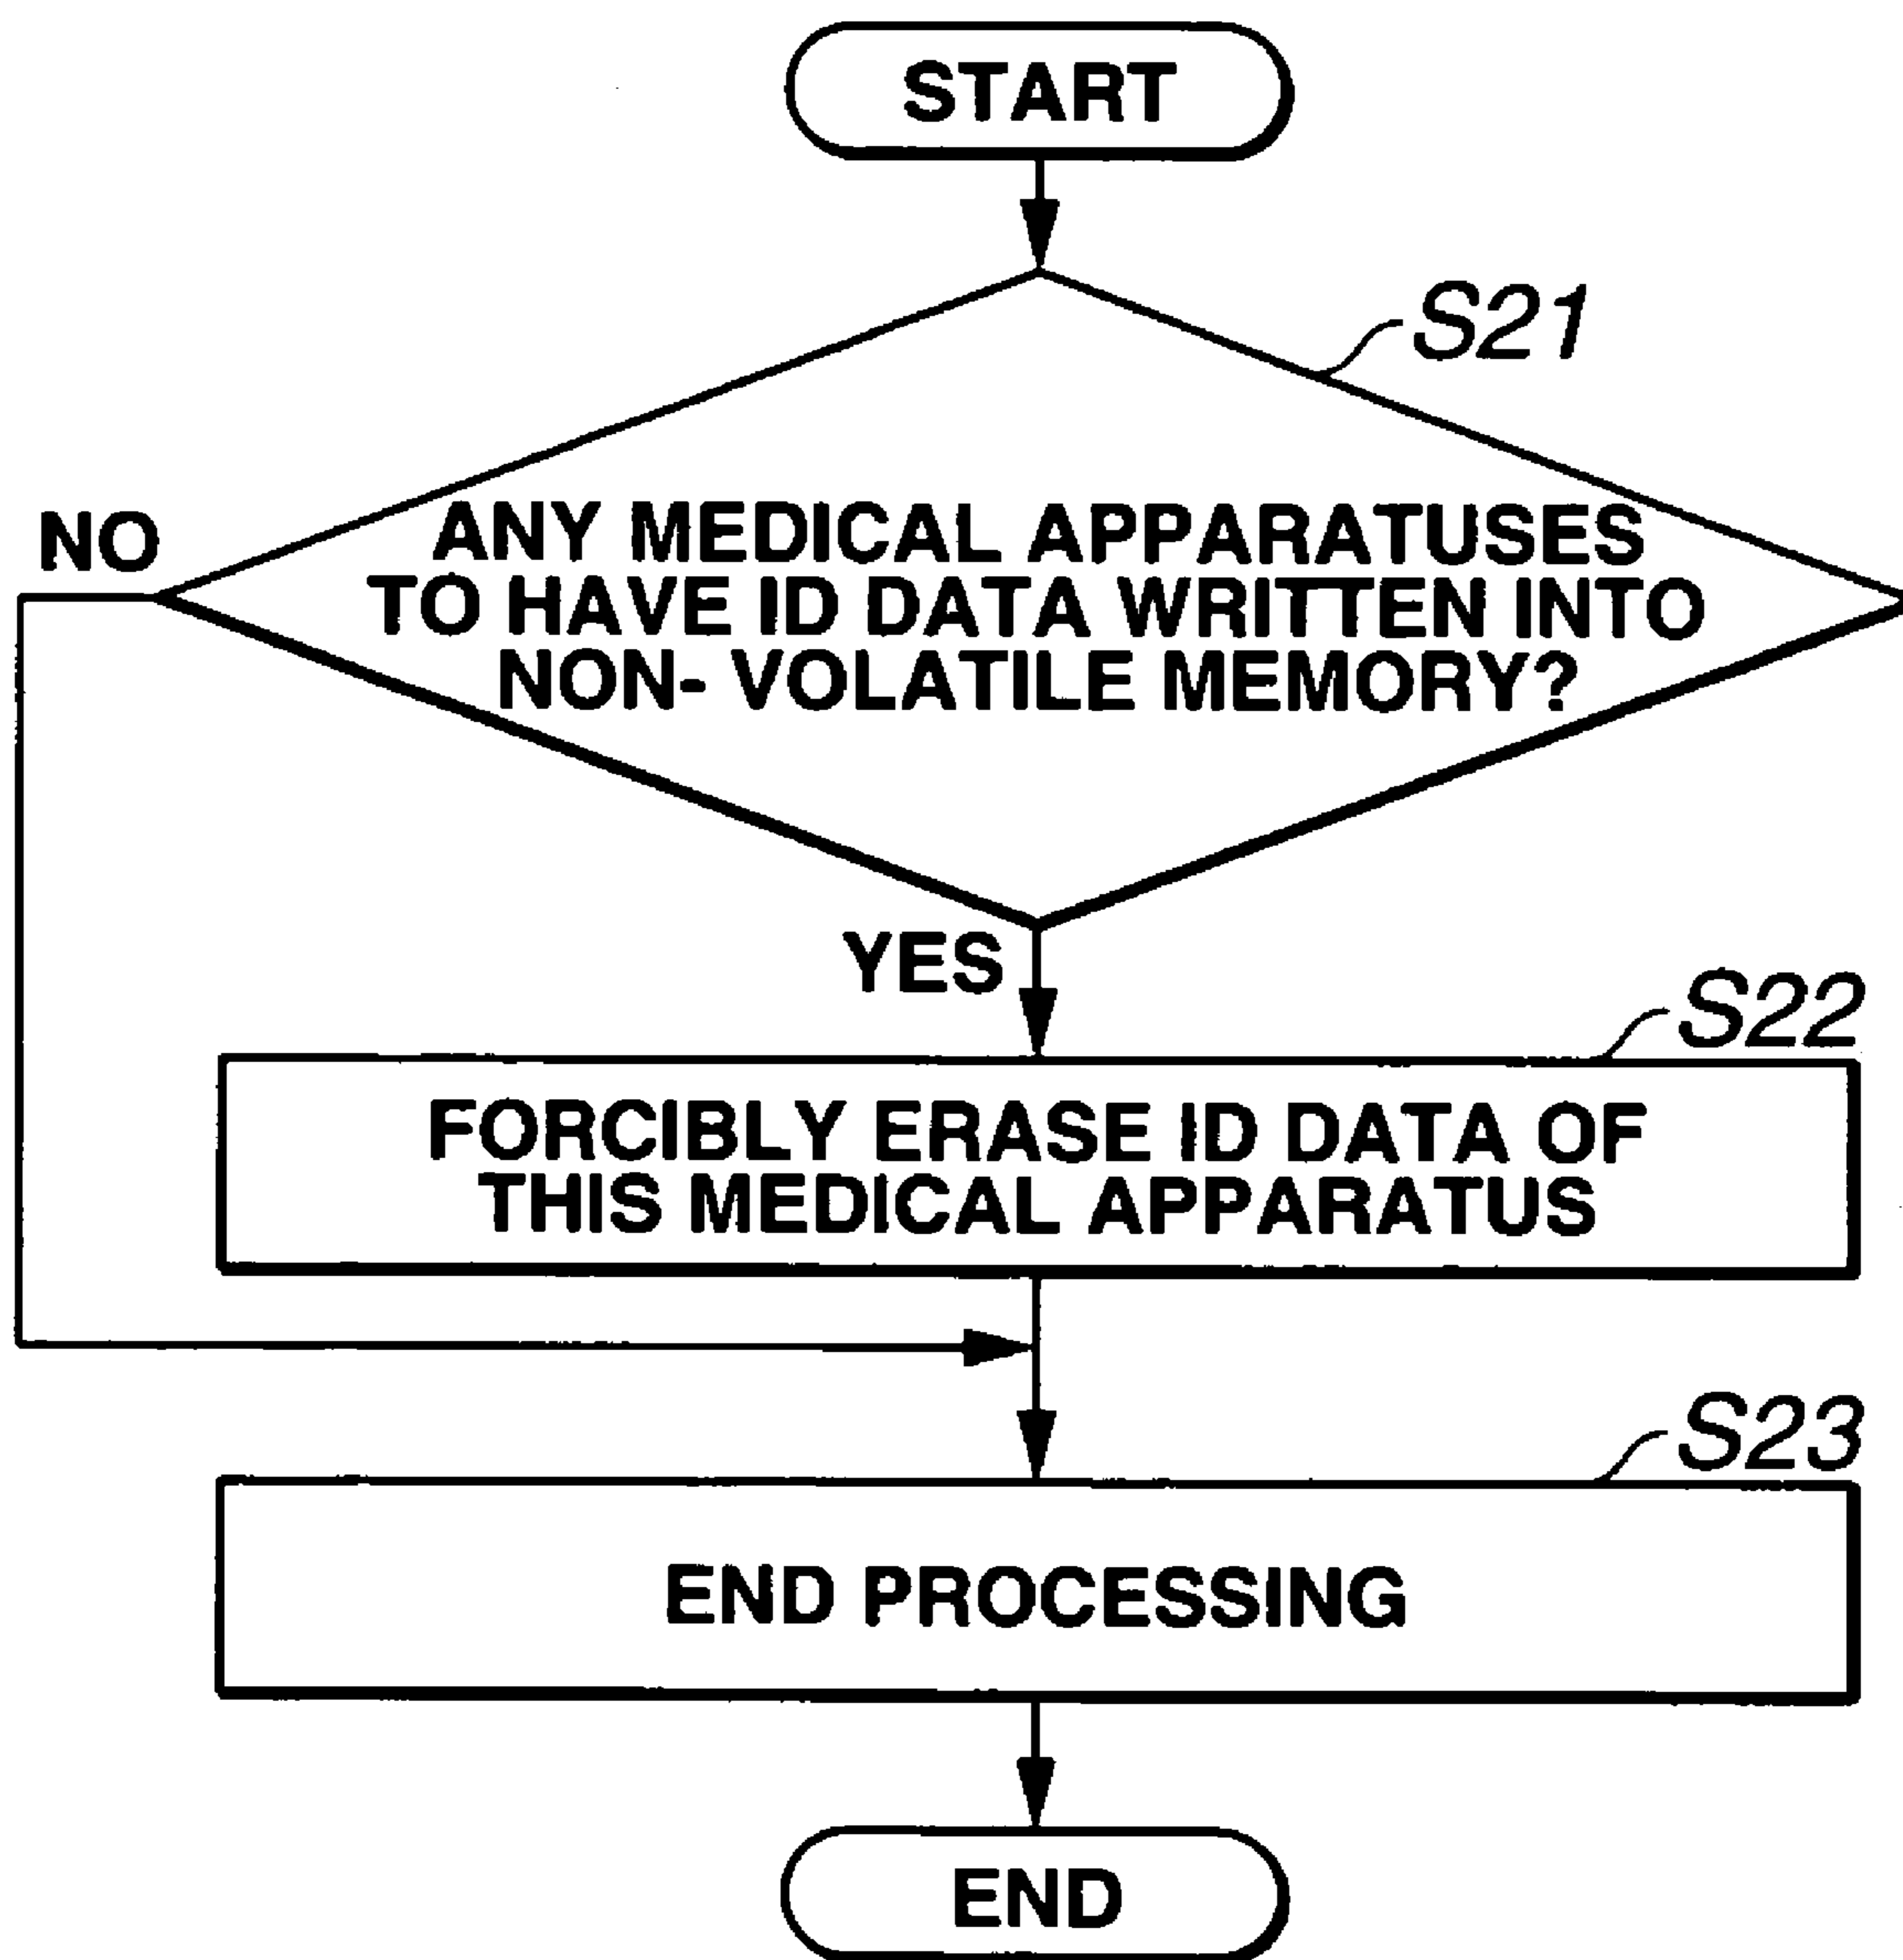 START
S21
NO
ANY MEDICAL APPARATUSES
TO HAVE ID DATA WRITTEN INTO
NON- VOLATILE MEMORY?
YES
S22
FORCIBLY ERASE ID DATA OF
THIS MEDICAL APPARATUS
S23
END PROCESSING
END